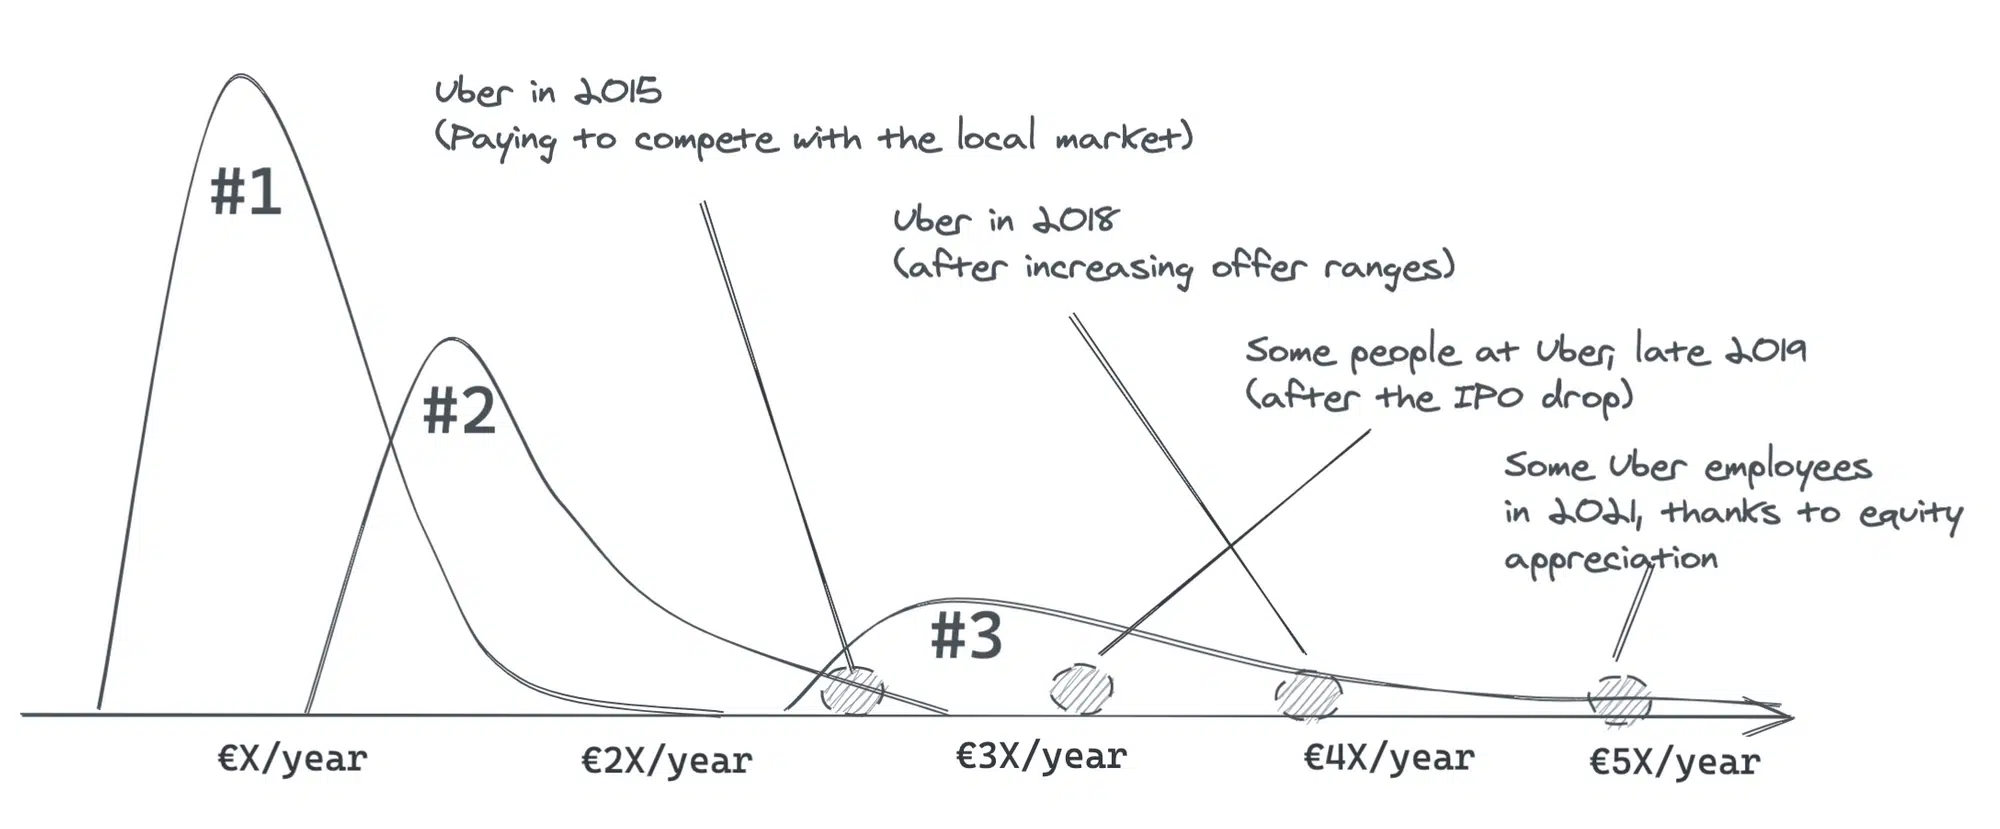 Uber in 2015
(Paying to compete with the local market)
#1
Uber in 2018
(after increasing offer ranges)
Some people at Uber, late 2019
(after the IPO drop)
#2
Some Uber employees
in 2021, thanks to equity
appreciation
#3
€X/year
€2X/year
€3X/year
€4X/year
€5X/year